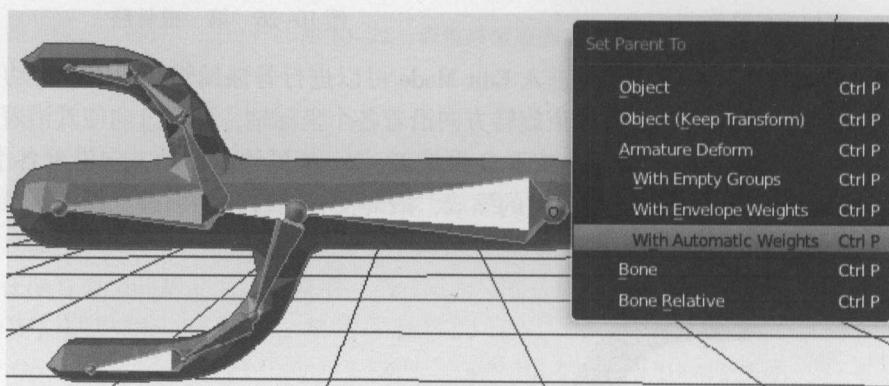 Set Parent To
Object Ctrl P
Object (Keep Transform) Ctrl P
Armature Deform Ctrl P
With Empty Groups Ctrl P
With Envelope Weights Ctrl P
With Automatic Weights Ctrl P
Bone Ctrl P
Bone Relative Ctrl P